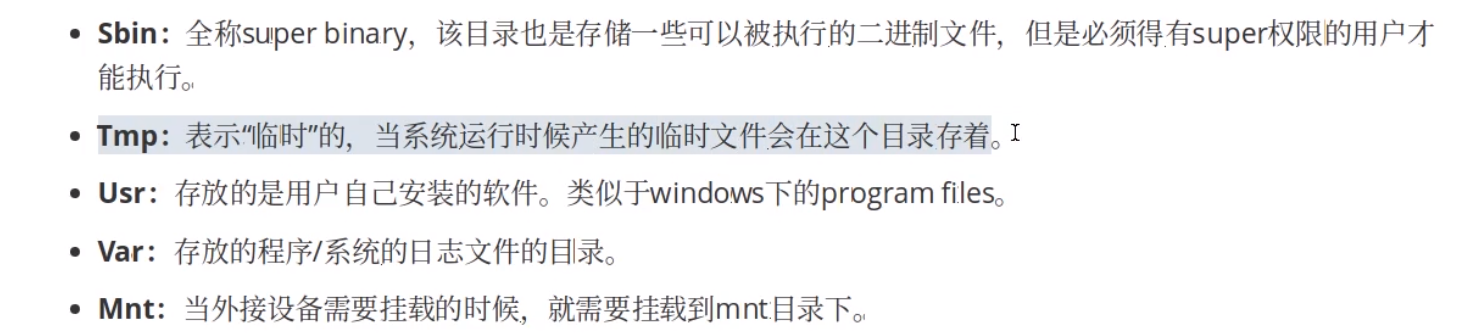 Sbin：全称super binary，该目录也是存储一些可以被执行的二进制文件，但是必须得有super权限的用户才
能执行。
Tmp：表示“临时”的，当系统运行时候产生的临时文件会在这个目录存着。
Usr：存放的是用户自己安装的软件。类似于windows下的program files。
Var：存放的程序/系统的日志文件的目录。
Mnt：当外接设备需要挂载的时候，就需要挂载到mnt目录下。